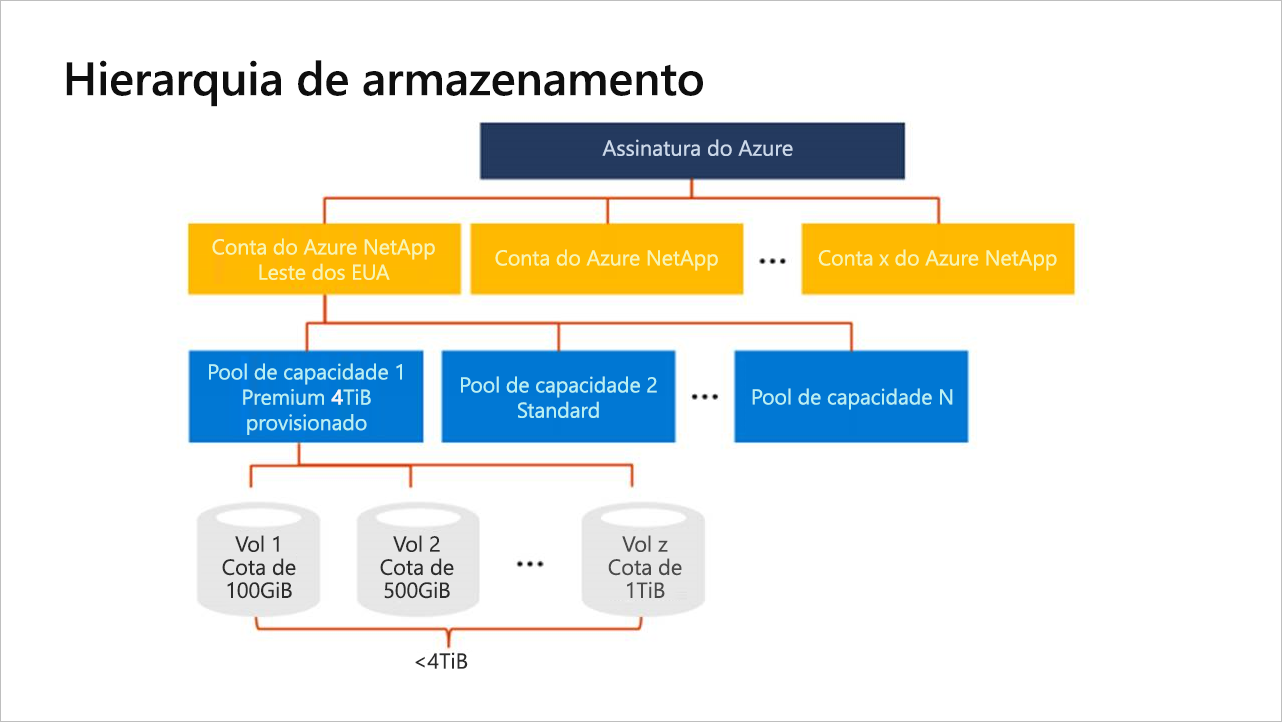 Hierarquia de armazenamento
Assinatura do Azure
Conta do Azure NetApp
Leste dos EUA
Conta do Azure NetApp
...
Conta x do Azure NetApp
Pool de capacidade 1
Premium 4TiB
provisionado
Pool de capacidade 2
Standard
...
Pool de capacidade N
Vol 1
Cota de
100GiB
Vol 2
Cota de
500GiB
...
Vol z
Cota de
1TiB
<4TiB